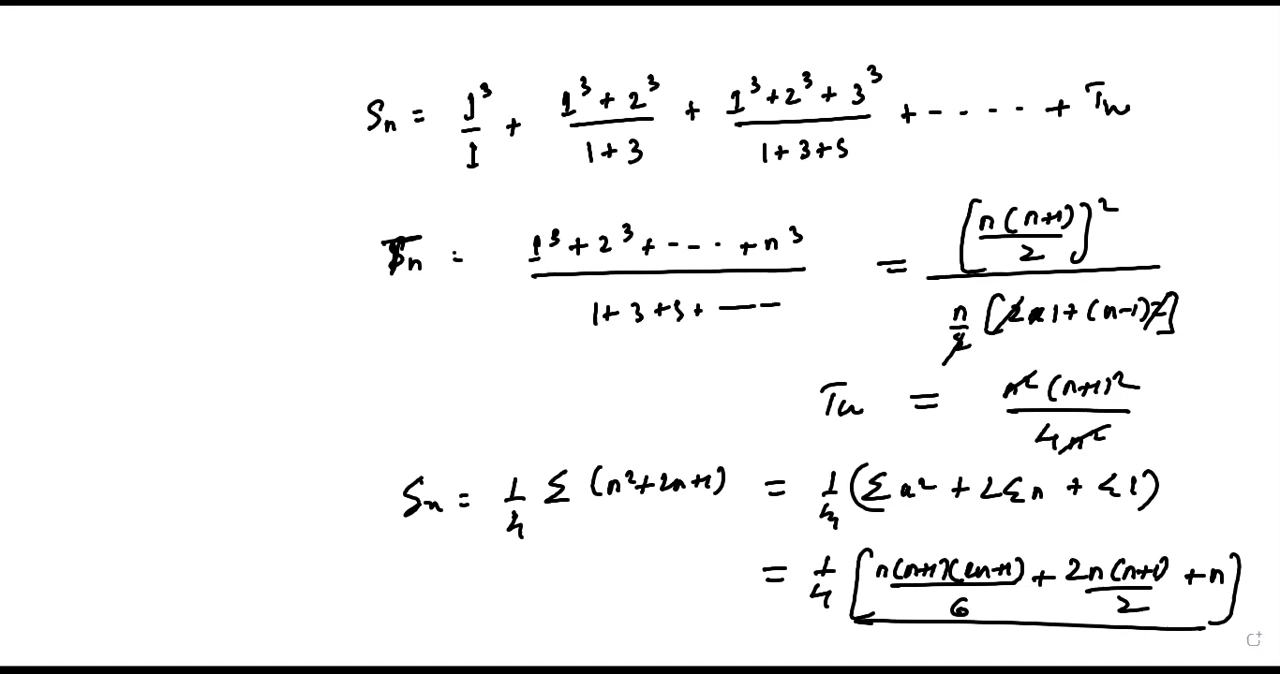 Sₙ = 1³/1 + (1³ + 2³)/(1 + 3) + (1³ + 2³ + 3³)/(1 + 3 + 5) + - - - - + Tₙ
Tₙ = (1³ + 2³ + - - - + n³)/(1 + 3 + 5 + — —) = [n(n+1)/2]² / (n/2 [2×1 + (n-1)2])
Tₙ = n²(n+1)²/4n²
Sₙ = 1/4 Σ (n²+2n+1) = 1/4 (Σn² + 2Σn + Σ1)
= 1/4 [n(n+1)(2n+1)/6 + 2n(n+1)/2 + n]